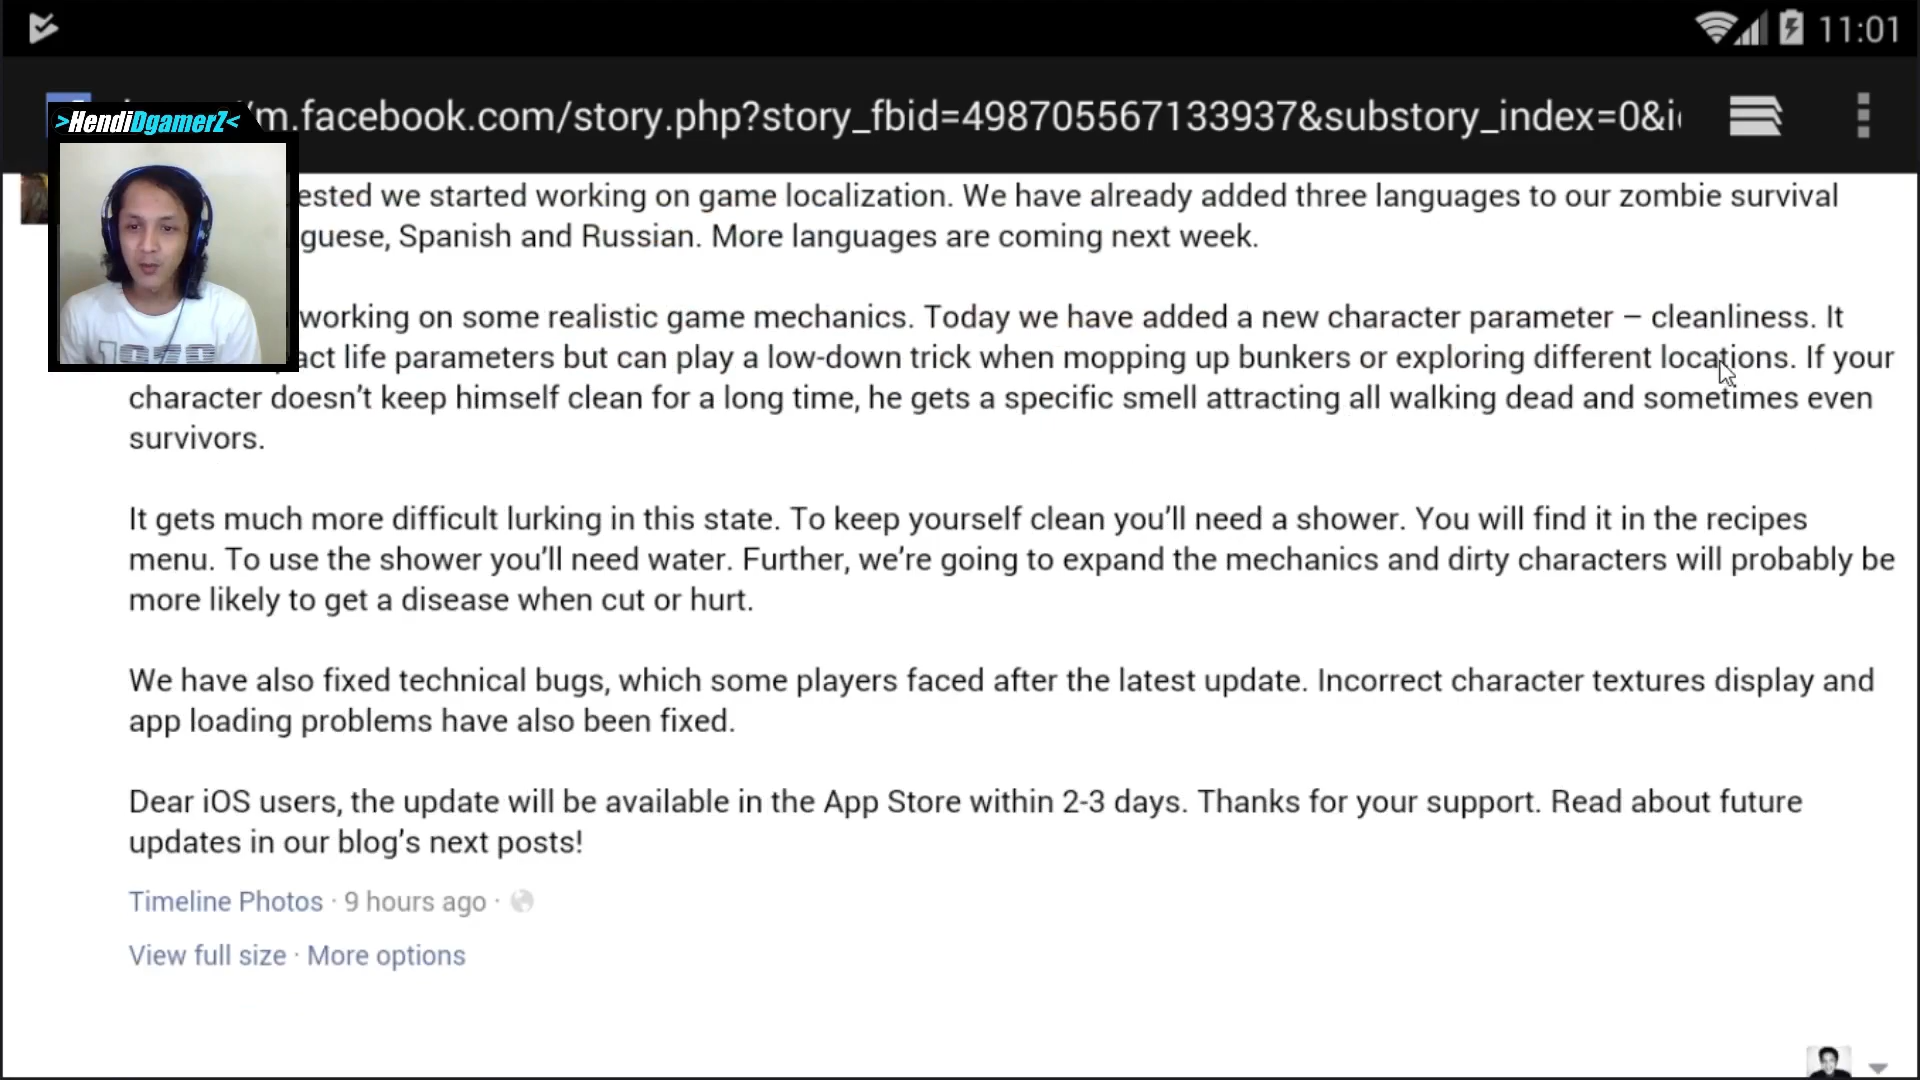 11:01
>HendiDgamerZ<
m.facebook.com/story.php?story_fbid=498705567133937&substory_index=0&i
we started working on game localization. We have already added three languages to our zombie survival
Spanish and Russian. More languages are coming next week.
working on some realistic game mechanics. Today we have added a new character parameter – cleanliness. It
life parameters but can play a low-down trick when mopping up bunkers or exploring different locations. If your
character doesn’t keep himself clean for a long time, he gets a specific smell attracting all walking dead and sometimes even
survivors.
It gets much more difficult lurking in this state. To keep yourself clean you’ll need a shower. You will find it in the recipes
menu. To use the shower you’ll need water. Further, we’re going to expand the mechanics and dirty characters will probably be
more likely to get a disease when cut or hurt.
We have also fixed technical bugs, which some players faced after the latest update. Incorrect character textures display and
app loading problems have also been fixed.
Dear iOS users, the update will be available in the App Store within 2-3 days. Thanks for your support. Read about future
updates in our blog’s next posts!
Timeline Photos · 9 hours ago ·
View full size · More options